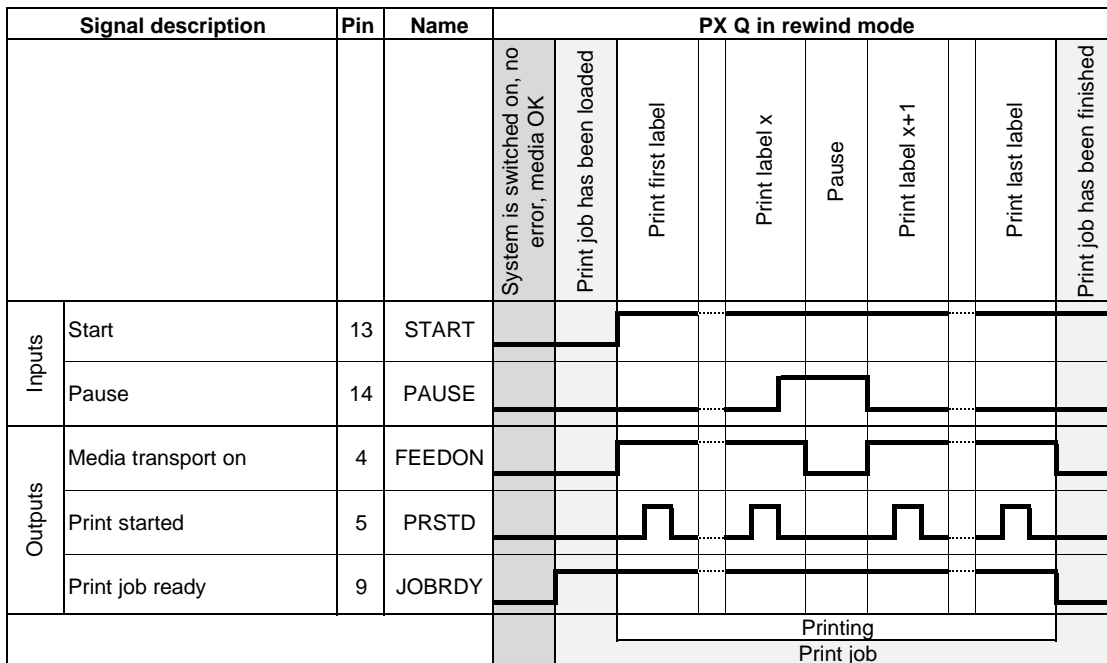 Signal description Pin Name PX Q in rewind mode
System is switched on, no
error, media OK
Print job has been loaded
Print first label
Print label x
Pause
Print label x+1
Print last label
Print job has been finished
Inputs
Start 13 START
Pause 14 PAUSE
Outputs
Media transport on 4 FEEDON
Print started 5 PRSTD
Print job ready 9 JOBRDY
Printing
Print job